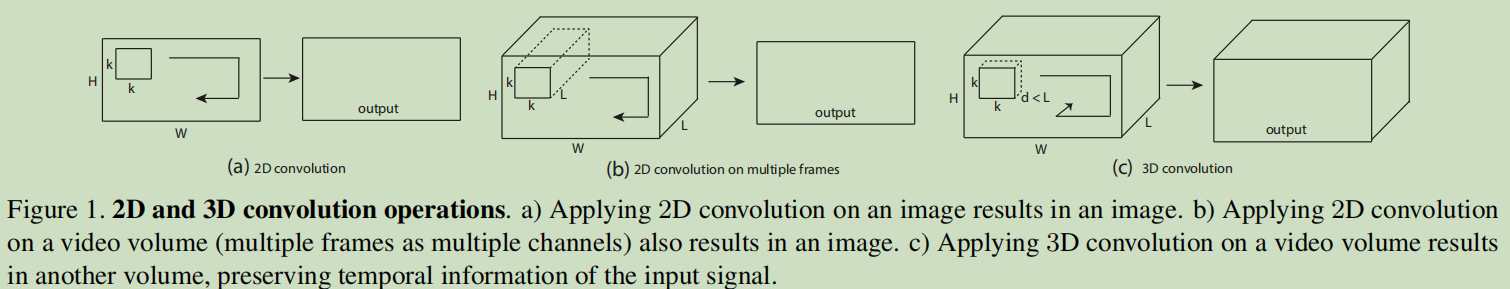 k
H
k
W
output
(a) 2D convolution
k
H
k
L
L
W
output
(b) 2D convolution on multiple frames
k
H
k
d < L
L
W
output
(c) 3D convolution
Figure 1. 2D and 3D convolution operations. a) Applying 2D convolution on an image results in an image. b) Applying 2D convolution
on a video volume (multiple frames as multiple channels) also results in an image. c) Applying 3D convolution on a video volume results
in another volume, preserving temporal information of the input signal.